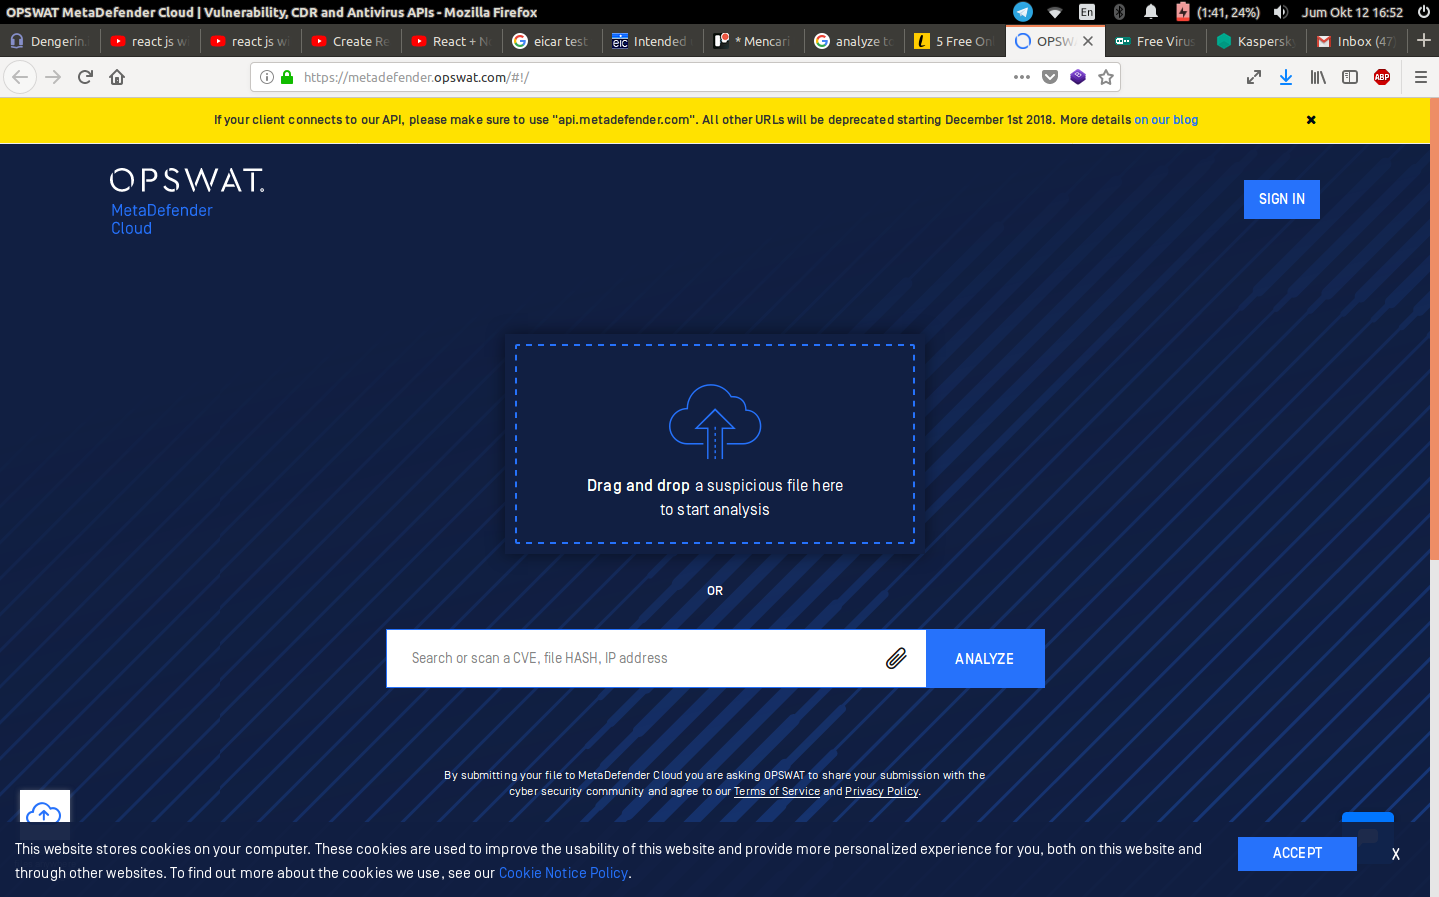 OPSWAT MetaDefender Cloud | Vulnerability, CDR and Antivirus APIs - Mozilla Firefox
En (1:41, 24%) Jum Okt 12 16:52
Dengerin. react js wi react js wi Create Re React + N eicar test Intended * Mencari analyze to 5 Free On OPSW Free Virus Kaspersky Inbox (47)
https://metadefender.opswat.com/#!/
ABP
If your client connects to our API, please make sure to use "api.metadefender.com". All other URLs will be deprecated starting December 1st 2018. More details on our blog
OPSWAT.
MetaDefender
Cloud
SIGN IN
Drag and drop a suspicious file here
to start analysis
OR
Search or scan a CVE, file HASH, IP address
ANALYZE
By submitting your file to MetaDefender Cloud you are asking OPSWAT to share your submission with the
cyber security community and agree to our Terms of Service and Privacy Policy.
This website stores cookies on your computer. These cookies are used to improve the usability of this website and provide more personalized experience for you, both on this website and
through other websites. To find out more about the cookies we use, see our Cookie Notice Policy.
ACCEPT
X